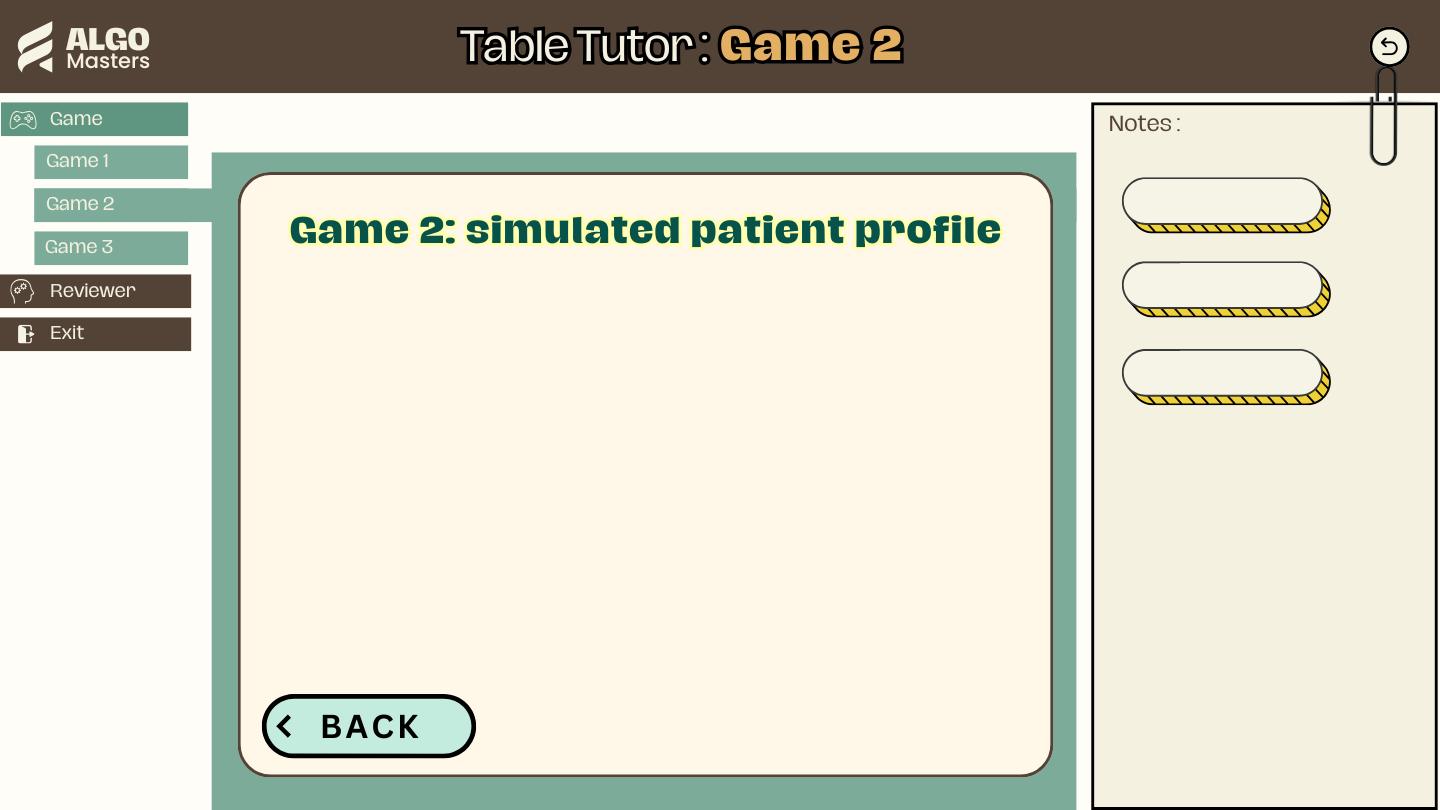 ALGO
Masters
Table Tutor : Game 2
Game
Game 1
Game 2
Game 3
Reviewer
Exit
Game 2: simulated patient profile
BACK
Notes :